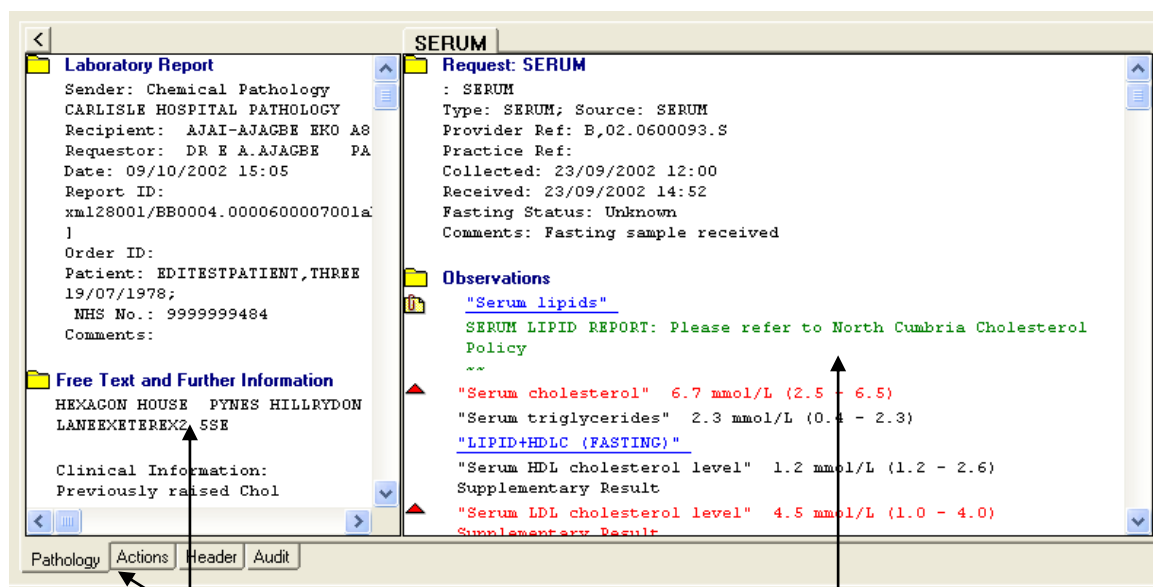 <
SERUM
Laboratory Report
Sender: Chemical Pathology
CARLISLE HOSPITAL PATHOLOGY
Recipient: AJAI-AJAGBE EKO A8
Requestor: DR E A.AJAGBE PA
Date: 09/10/2002 15:05
Report ID:
xml28001/BB0004.0000600007001a
]
Order ID:
Patient: EDITESTPATIENT,THREE
19/07/1978;
NHS No.: 9999999484
Comments:
Free Text and Further Information
HEXAGON HOUSE PYNES HILLRYDON
LANEEXETEREX2 5SE
Clinical Information:
Previously raised Chol
Request: SERUM
: SERUM
Type: SERUM; Source: SERUM
Provider Ref: B,02.0600093.S
Practice Ref:
Collected: 23/09/2002 12:00
Received: 23/09/2002 14:52
Fasting Status: Unknown
Comments: Fasting sample received
Observations
"Serum lipids"
SERUM LIPID REPORT: Please refer to North Cumbria Cholesterol
Policy
~~
"Serum cholesterol" 6.7 mmol/L (2.5 - 6.5)
"Serum triglycerides" 2.3 mmol/L (0.4 - 2.3)
"LIPID+HDLC (FASTING)"
"Serum HDL cholesterol level" 1.2 mmol/L (1.2 - 2.6)
Supplementary Result
"Serum LDL cholesterol level" 4.5 mmol/L (1.0 - 4.0)
Supplementary Result
Pathology Actions Header Audit